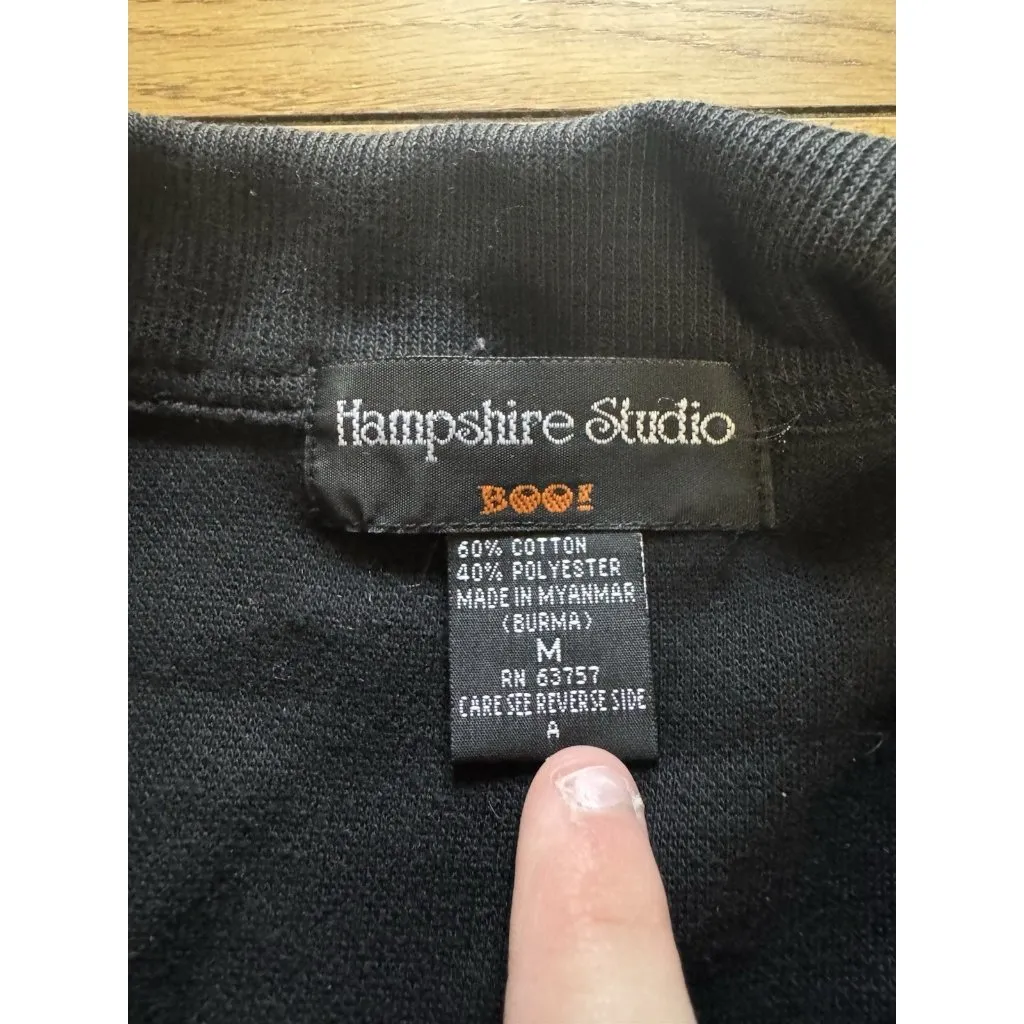 Hampshire Studio
BOO!
60% COTTON
40% POLYESTER
MADE IN MYANMAR
(BURMA)
M
RN 63757
CARE SEE REVERSE SIDE
A